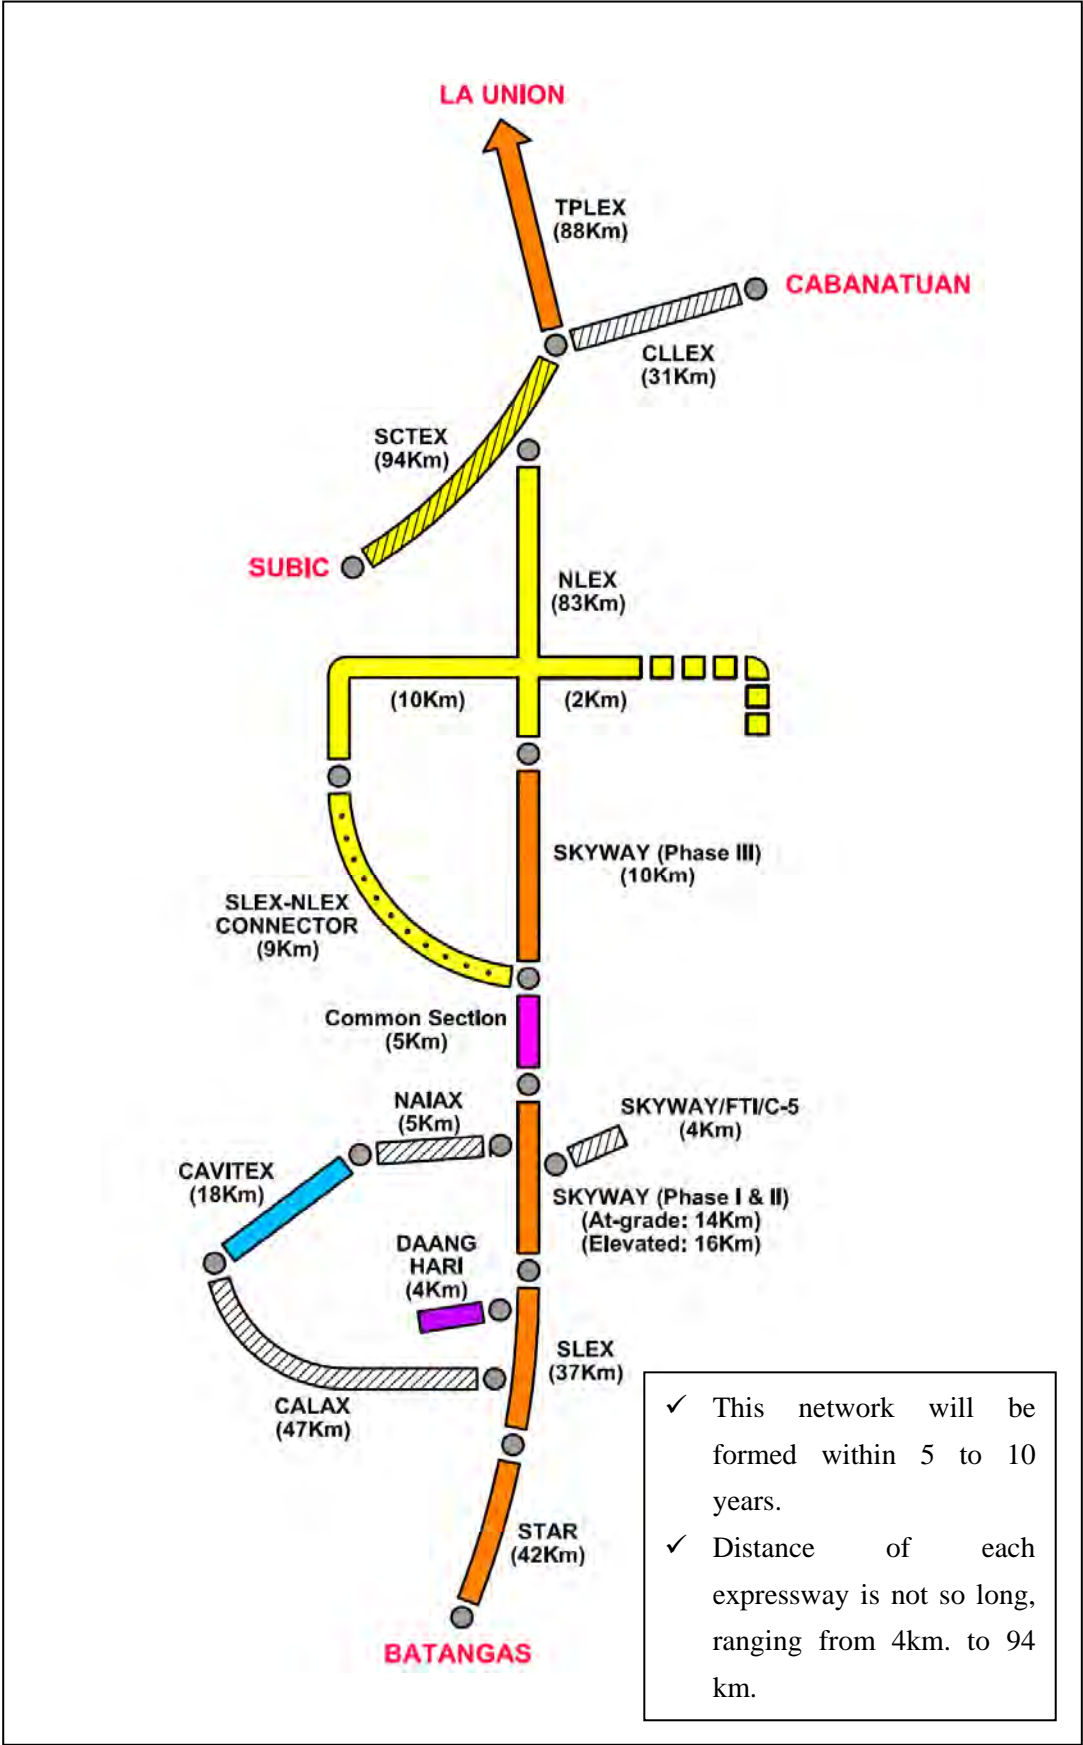 LA UNION
TPLEX
(88Km)
CABANATUAN
CLLEX
(31Km)
SCTEX
(94Km)
SUBIC
NLEX
(83Km)
(10Km)
(2Km)
SKYWAY (Phase III)
(10Km)
SLEX-NLEX
CONNECTOR
(9Km)
Common Section
(5Km)
NAIAX
(5Km)
SKYWAY/FTI/C-5
(4Km)
CAVITEX
(18Km)
SKYWAY (Phase I & II)
(At-grade: 14Km)
(Elevated: 16Km)
DAANG
HARI
(4Km)
SLEX
(37Km)
CALAX
(47Km)
STAR
(42Km)
BATANGAS
✓ This network will be
formed within 5 to 10
years.
✓ Distance of each
expressway is not so long,
ranging from 4km. to 94
km.